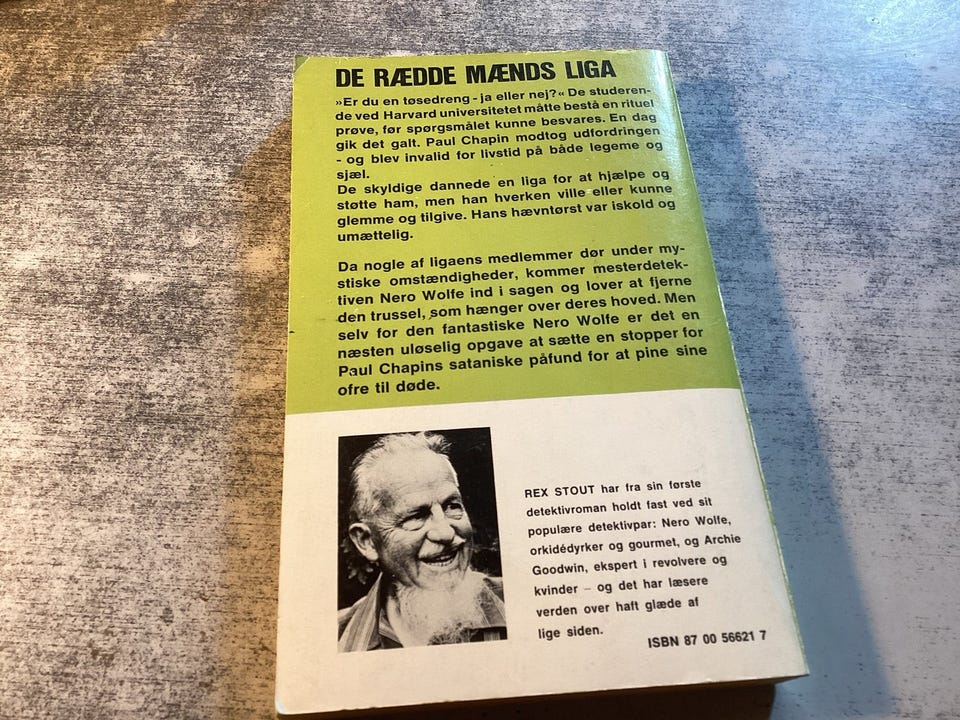 DE RÆDDE MÆNDS LIGA
»Er du en tøsedreng - ja eller nej?« De studeren-
de ved Harvard universitetet måtte bestå en rituel
prøve, før spørgsmålet kunne besvares. En dag
gik det galt. Paul Chapin modtog udfordringen
- og blev invalid for livstid på både legeme og
sjæl.
De skyldige dannede en liga for at hjælpe og
støtte ham, men han hverken ville eller kunne
glemme og tilgive. Hans hævntørst var iskold og
umættelig.
Da nogle af ligaens medlemmer dør under my-
stiske omstændigheder, kommer mesterdetek-
tiven Nero Wolfe ind i sagen og lover at fjerne
den trussel, som hænger over deres hoved. Men
selv for den fantastiske Nero Wolfe er det en
næsten uløselig opgave at sætte en stopper for
Paul Chapins sataniske påfund for at pine sine
ofre til døde.
REX STOUT har fra sin første
detektivroman holdt fast ved sit
populære detektivpar: Nero Wolfe,
orkidédyrker og gourmet, og Archie
Goodwin, ekspert i revolvere og
kvinder – og det har læsere
verden over haft glæde af
lige siden.
ISBN 87 00 56621 7